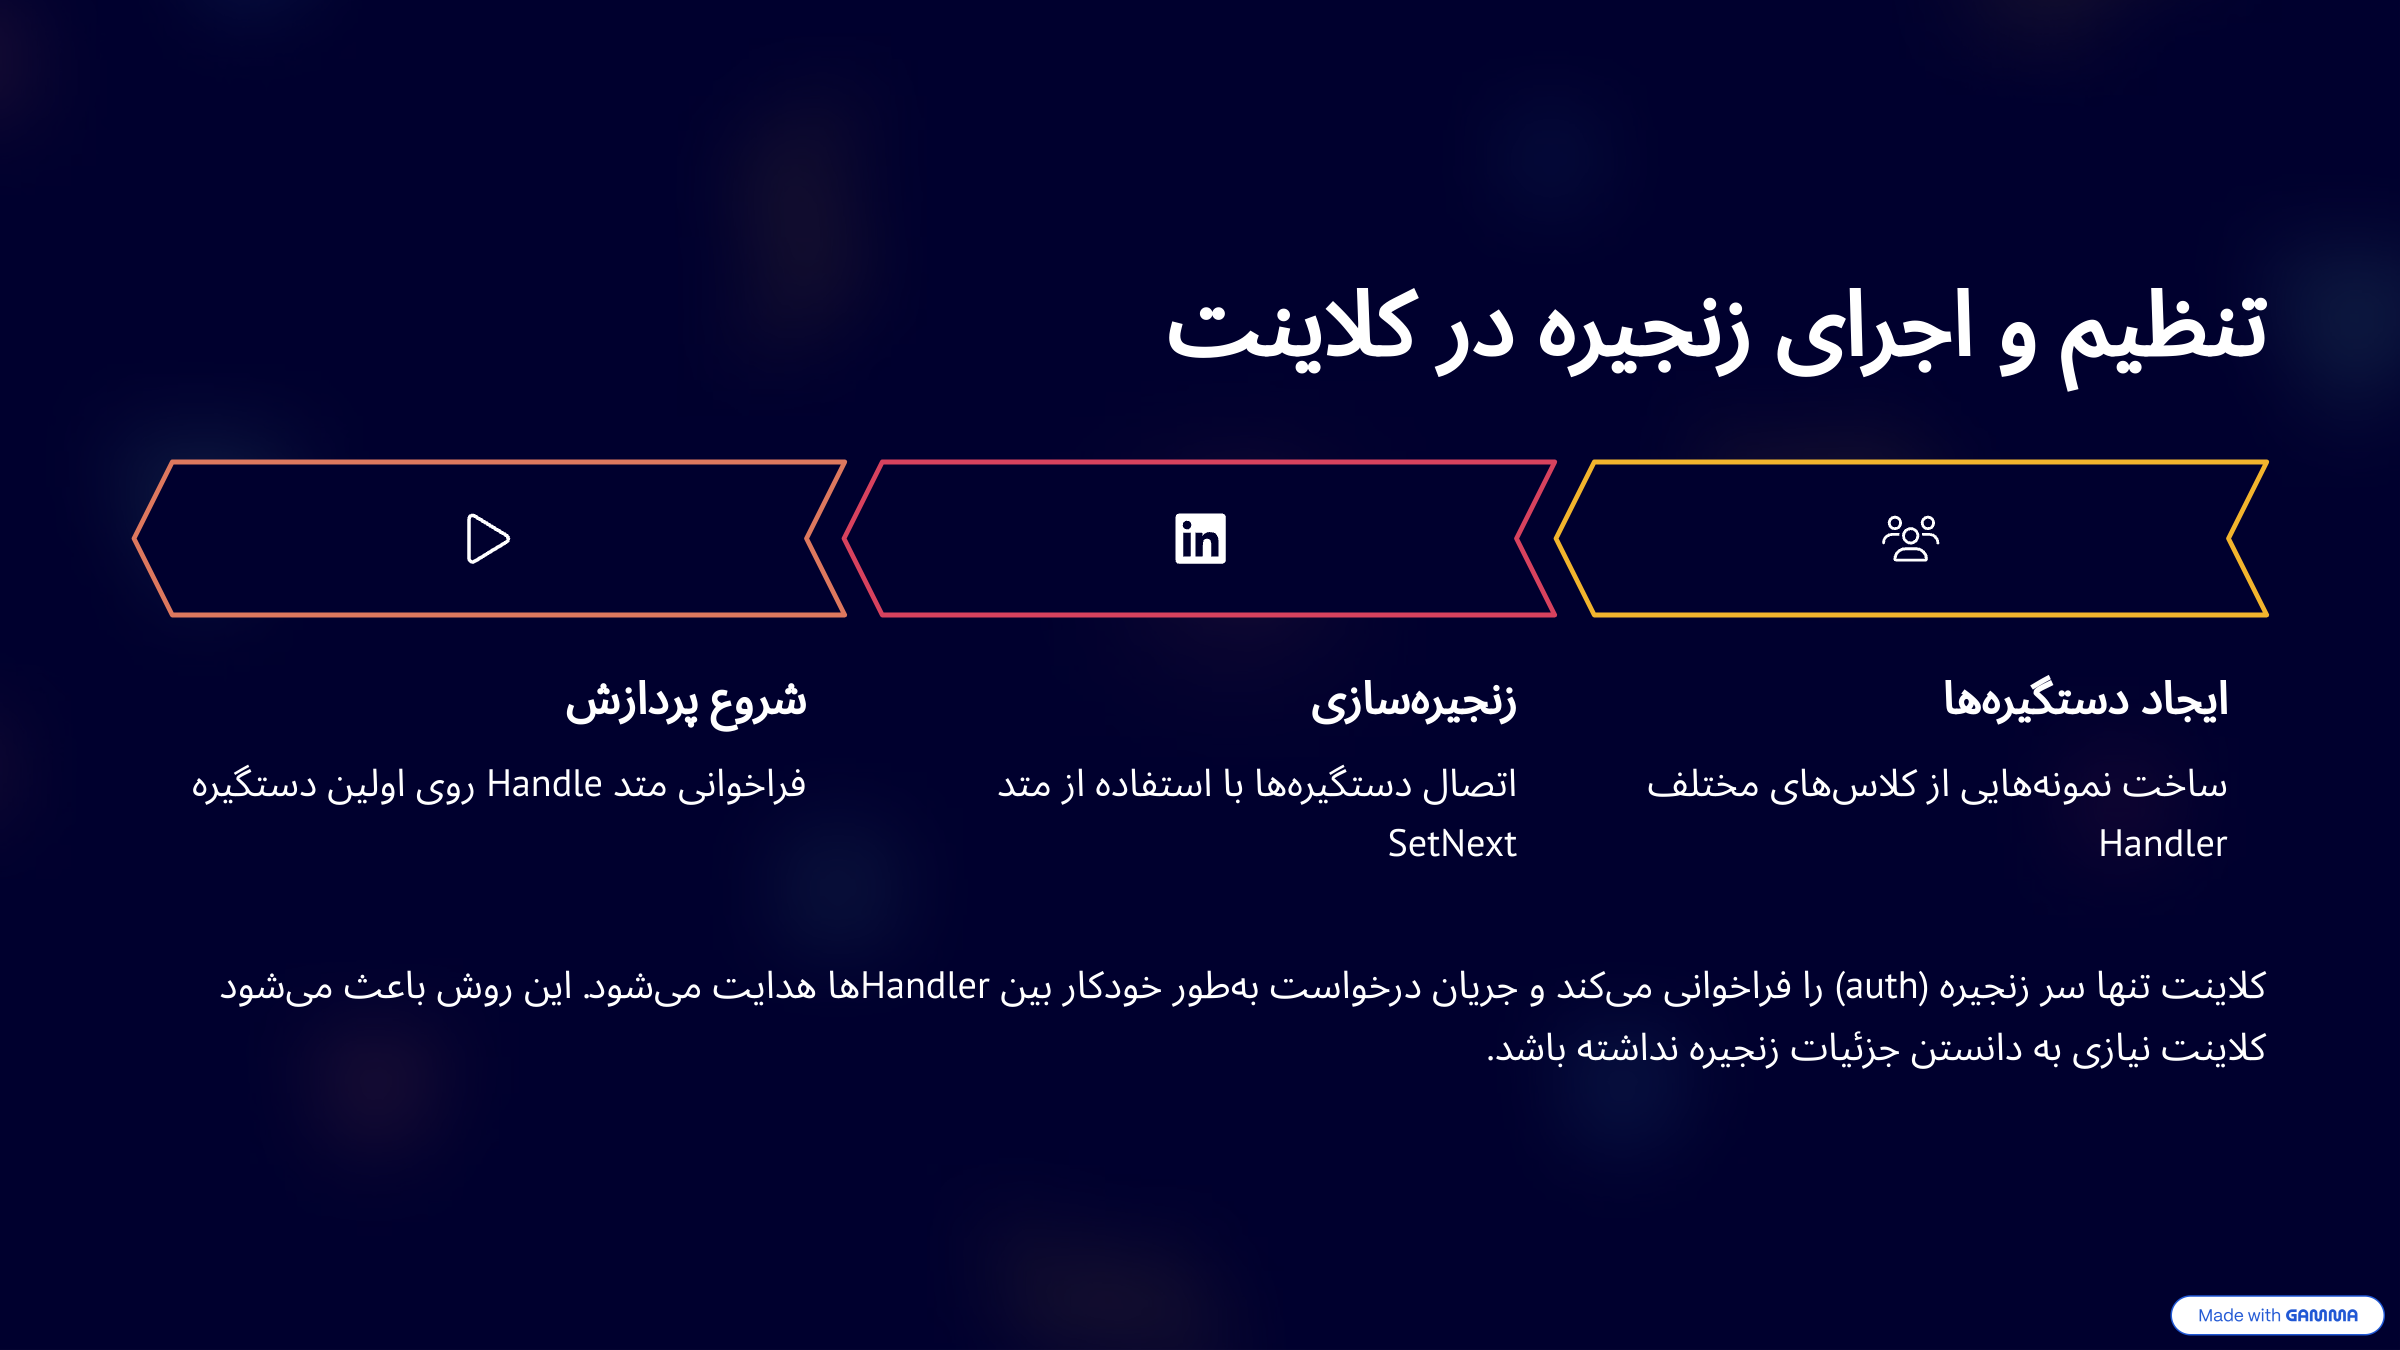 تنظیم و اجرای زنجیره در کلاینت
in
ایجاد دستگیره‌ها
ساخت نمونه‌هایی از کلاس‌های مختلف
Handler
زنجیره‌سازی
اتصال دستگیره‌ها با استفاده از متد
SetNext
شروع پردازش
فراخوانی متد Handle روی اولین دستگیره
کلاینت تنها سر زنجیره (auth) را فراخوانی می‌کند و جریان درخواست به‌طور خودکار بین Handlerها هدایت می‌شود. این روش باعث می‌شود
کلاینت نیازی به دانستن جزئیات زنجیره نداشته باشد.
Made with GAMMA